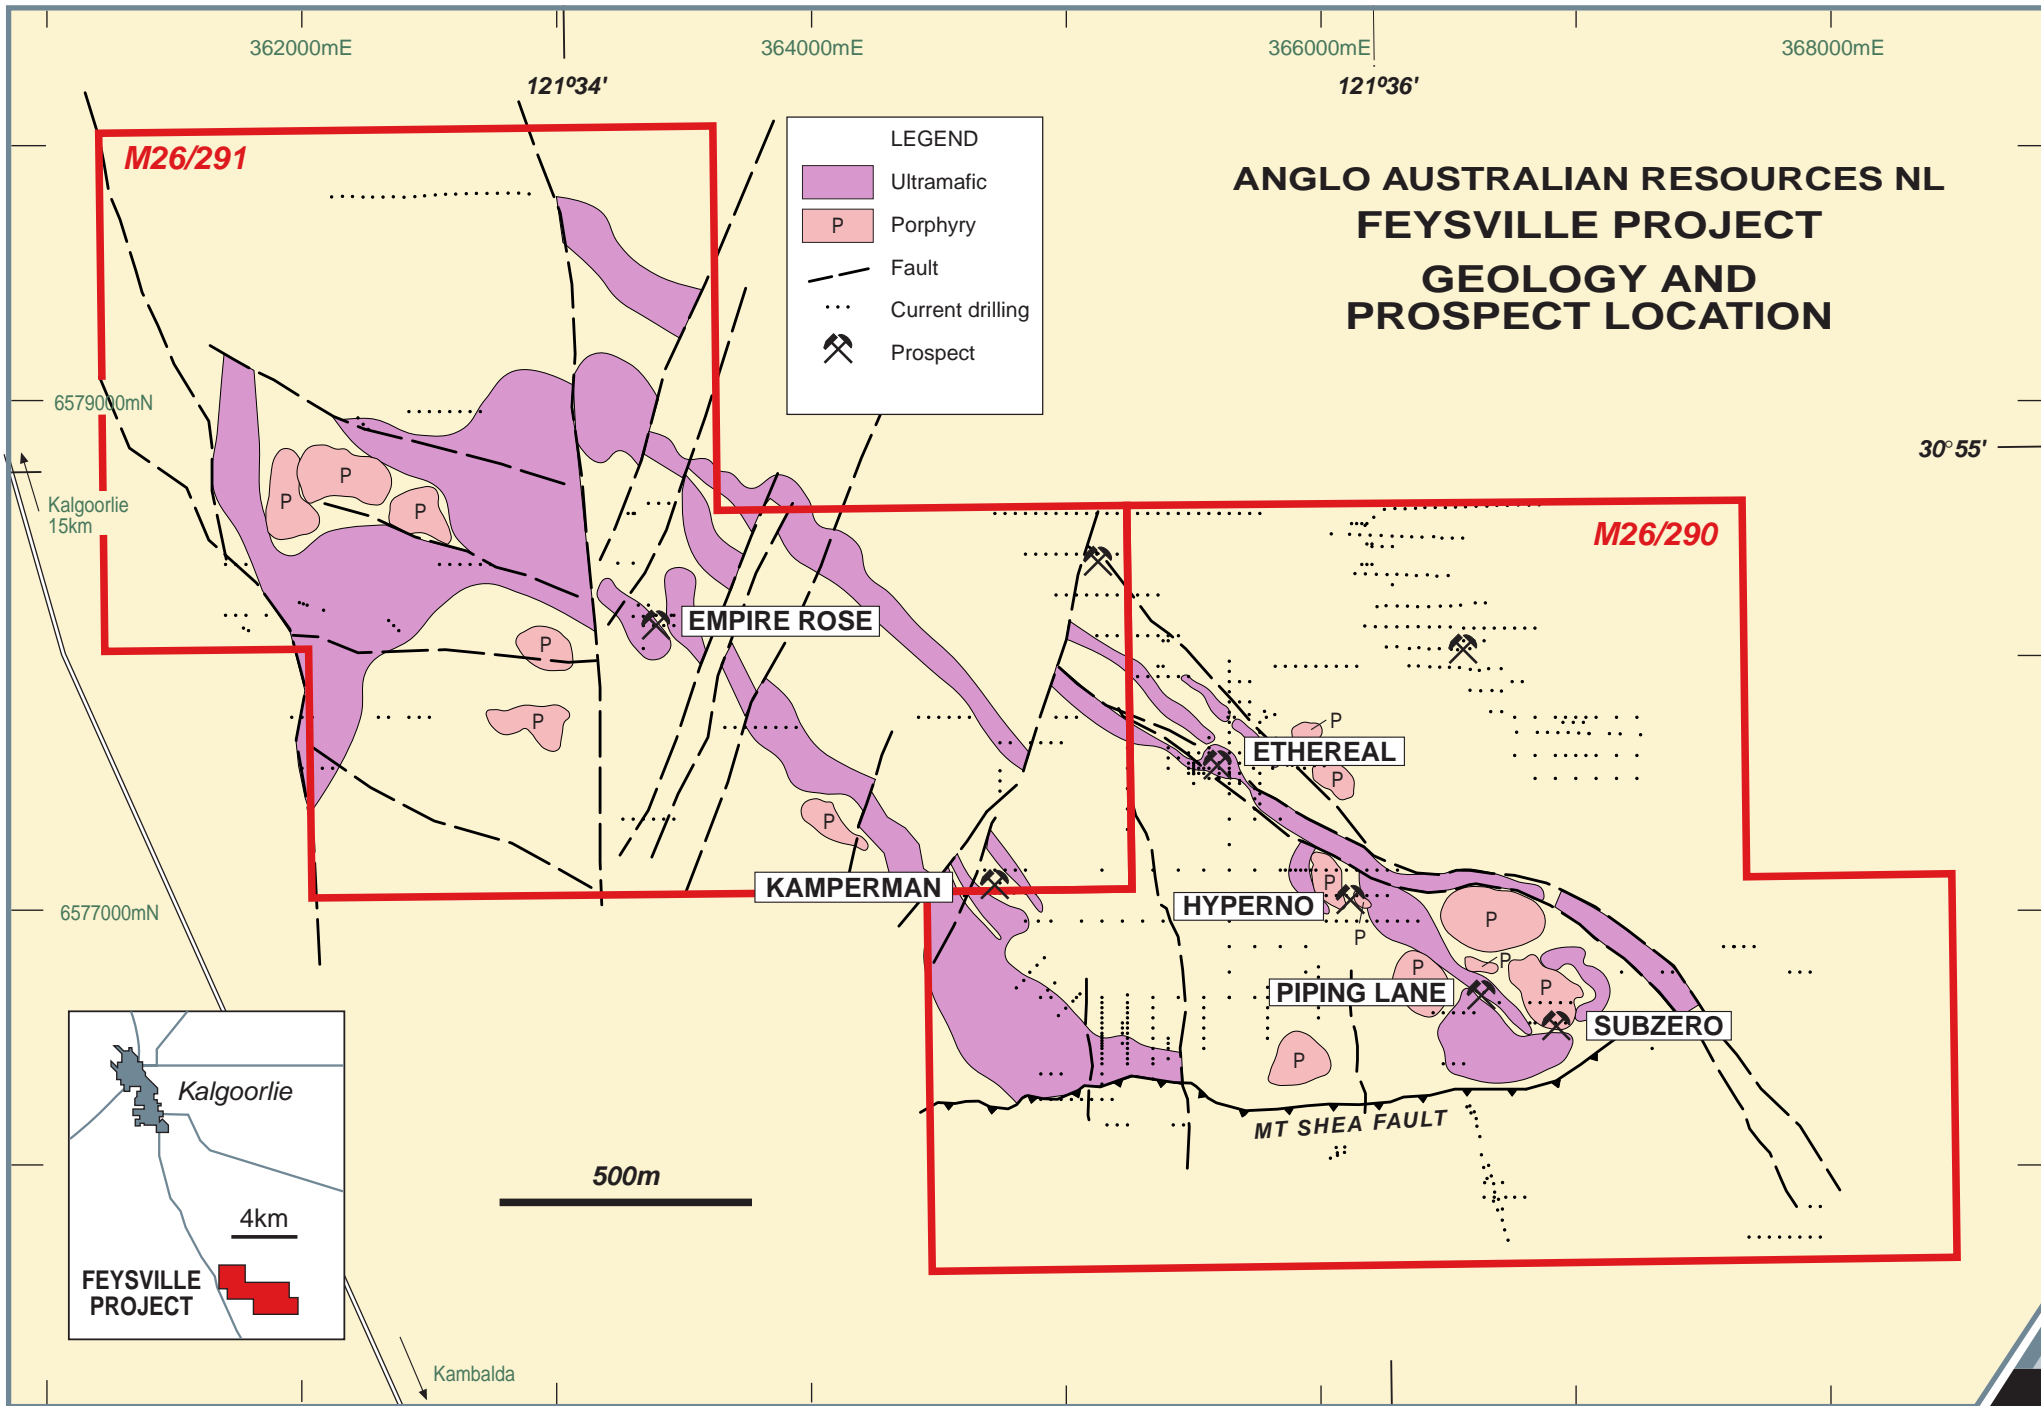 362000mE
364000mE
366000mE
368000mE
121º34'
121º36'
M26/291
LEGEND
Ultramafic
P
Porphyry
Fault
Current drilling
Prospect
ANGLO AUSTRALIAN RESOURCES NL
FEYSVILLE PROJECT
GEOLOGY AND
PROSPECT LOCATION
6579000mN
30°55'
Kalgoorlie
15km
P
P
P
M26/290
EMPIRE ROSE
P
P
P
ETHEREAL
P
P
KAMPERMAN
HYPERNO
P
P
P
6577000mN
P
P
PIPING LANE
P
SUBZERO
P
MT SHEA FAULT
500m
Kalgoorlie
4km
FEYSVILLE
PROJECT
Kambalda